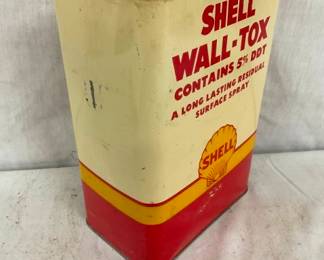 SHELL
WALL-TOX
CONTAINS 5% DDT
A LONG LASTING RESIDUAL
SURFACE SPRAY
SHELL